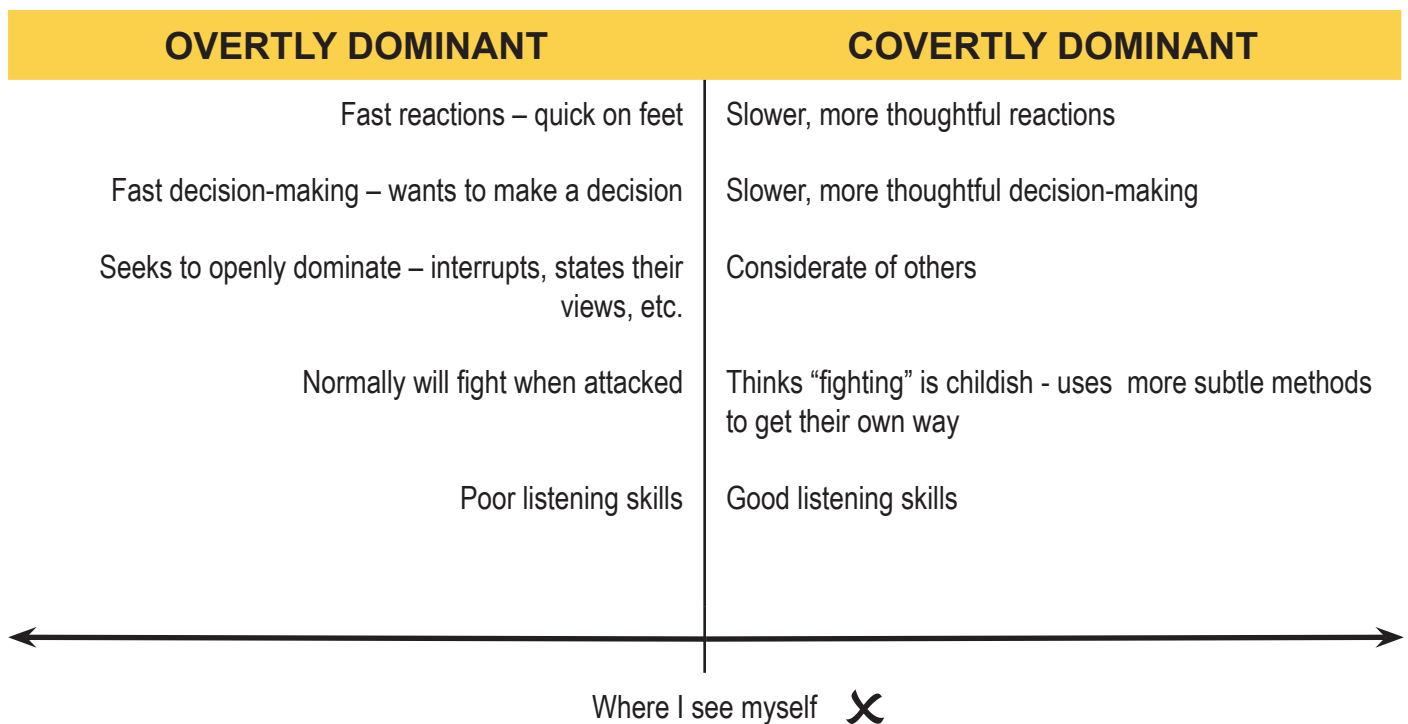 OVERTLY DOMINANT
COVERTLY DOMINANT
Fast reactions – quick on feet
Slower, more thoughtful reactions
Fast decision-making – wants to make a decision
Slower, more thoughtful decision-making
Seeks to openly dominate – interrupts, states their
views, etc.
Considerate of others
Normally will fight when attacked
Thinks “fighting” is childish - uses  more subtle methods
to get their own way
Poor listening skills
Good listening skills
Where I see myself